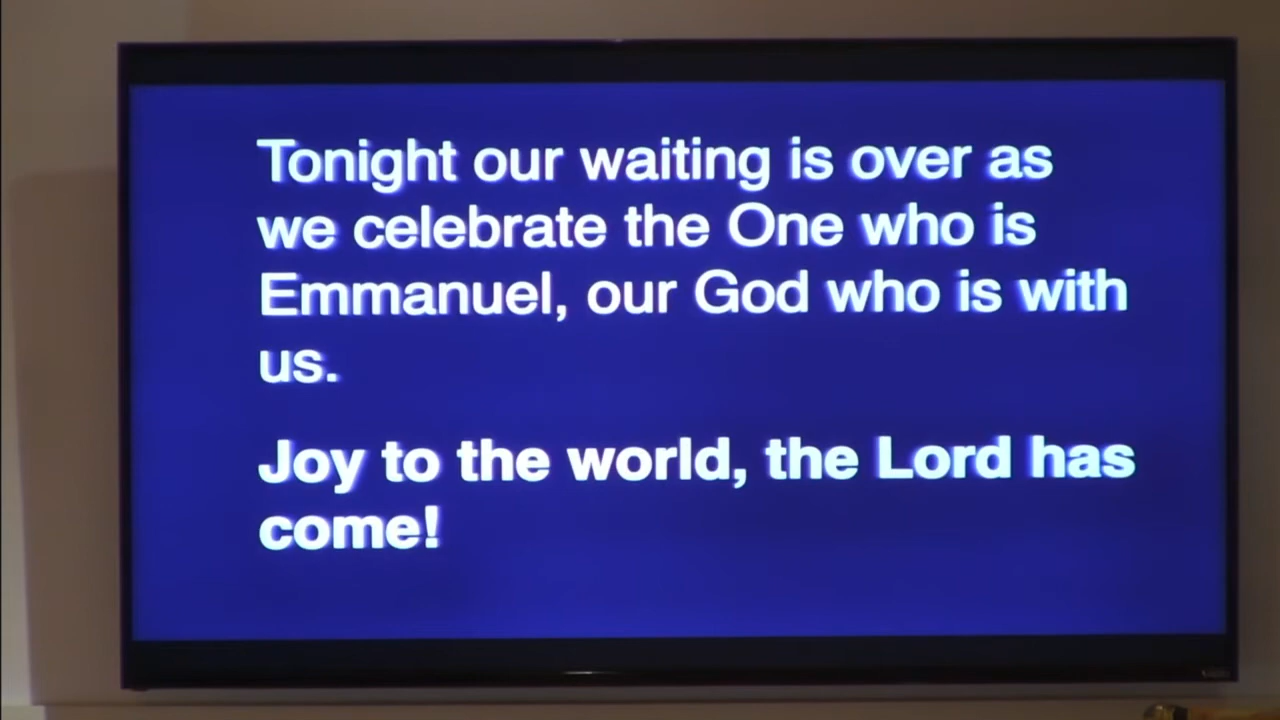 Tonight our waiting is over as
we celebrate the One who is
Emmanuel, our God who is with
us.
Joy to the world, the Lord has
come!